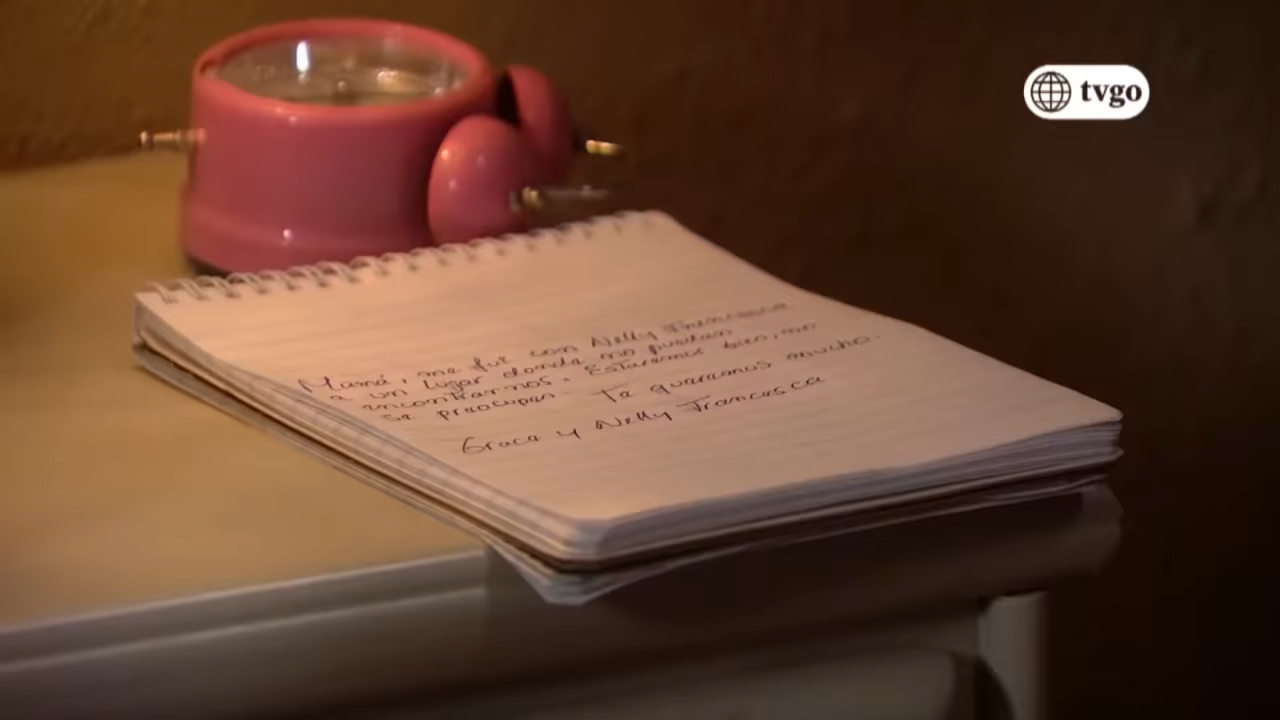 tvgo
Mamá, me fui con Nelly Francesca
a un lugar donde no puedan
encontrarnos. Estaremos bien, no
se preocupen. Te queremos mucho.
Grace y Nelly Francesca